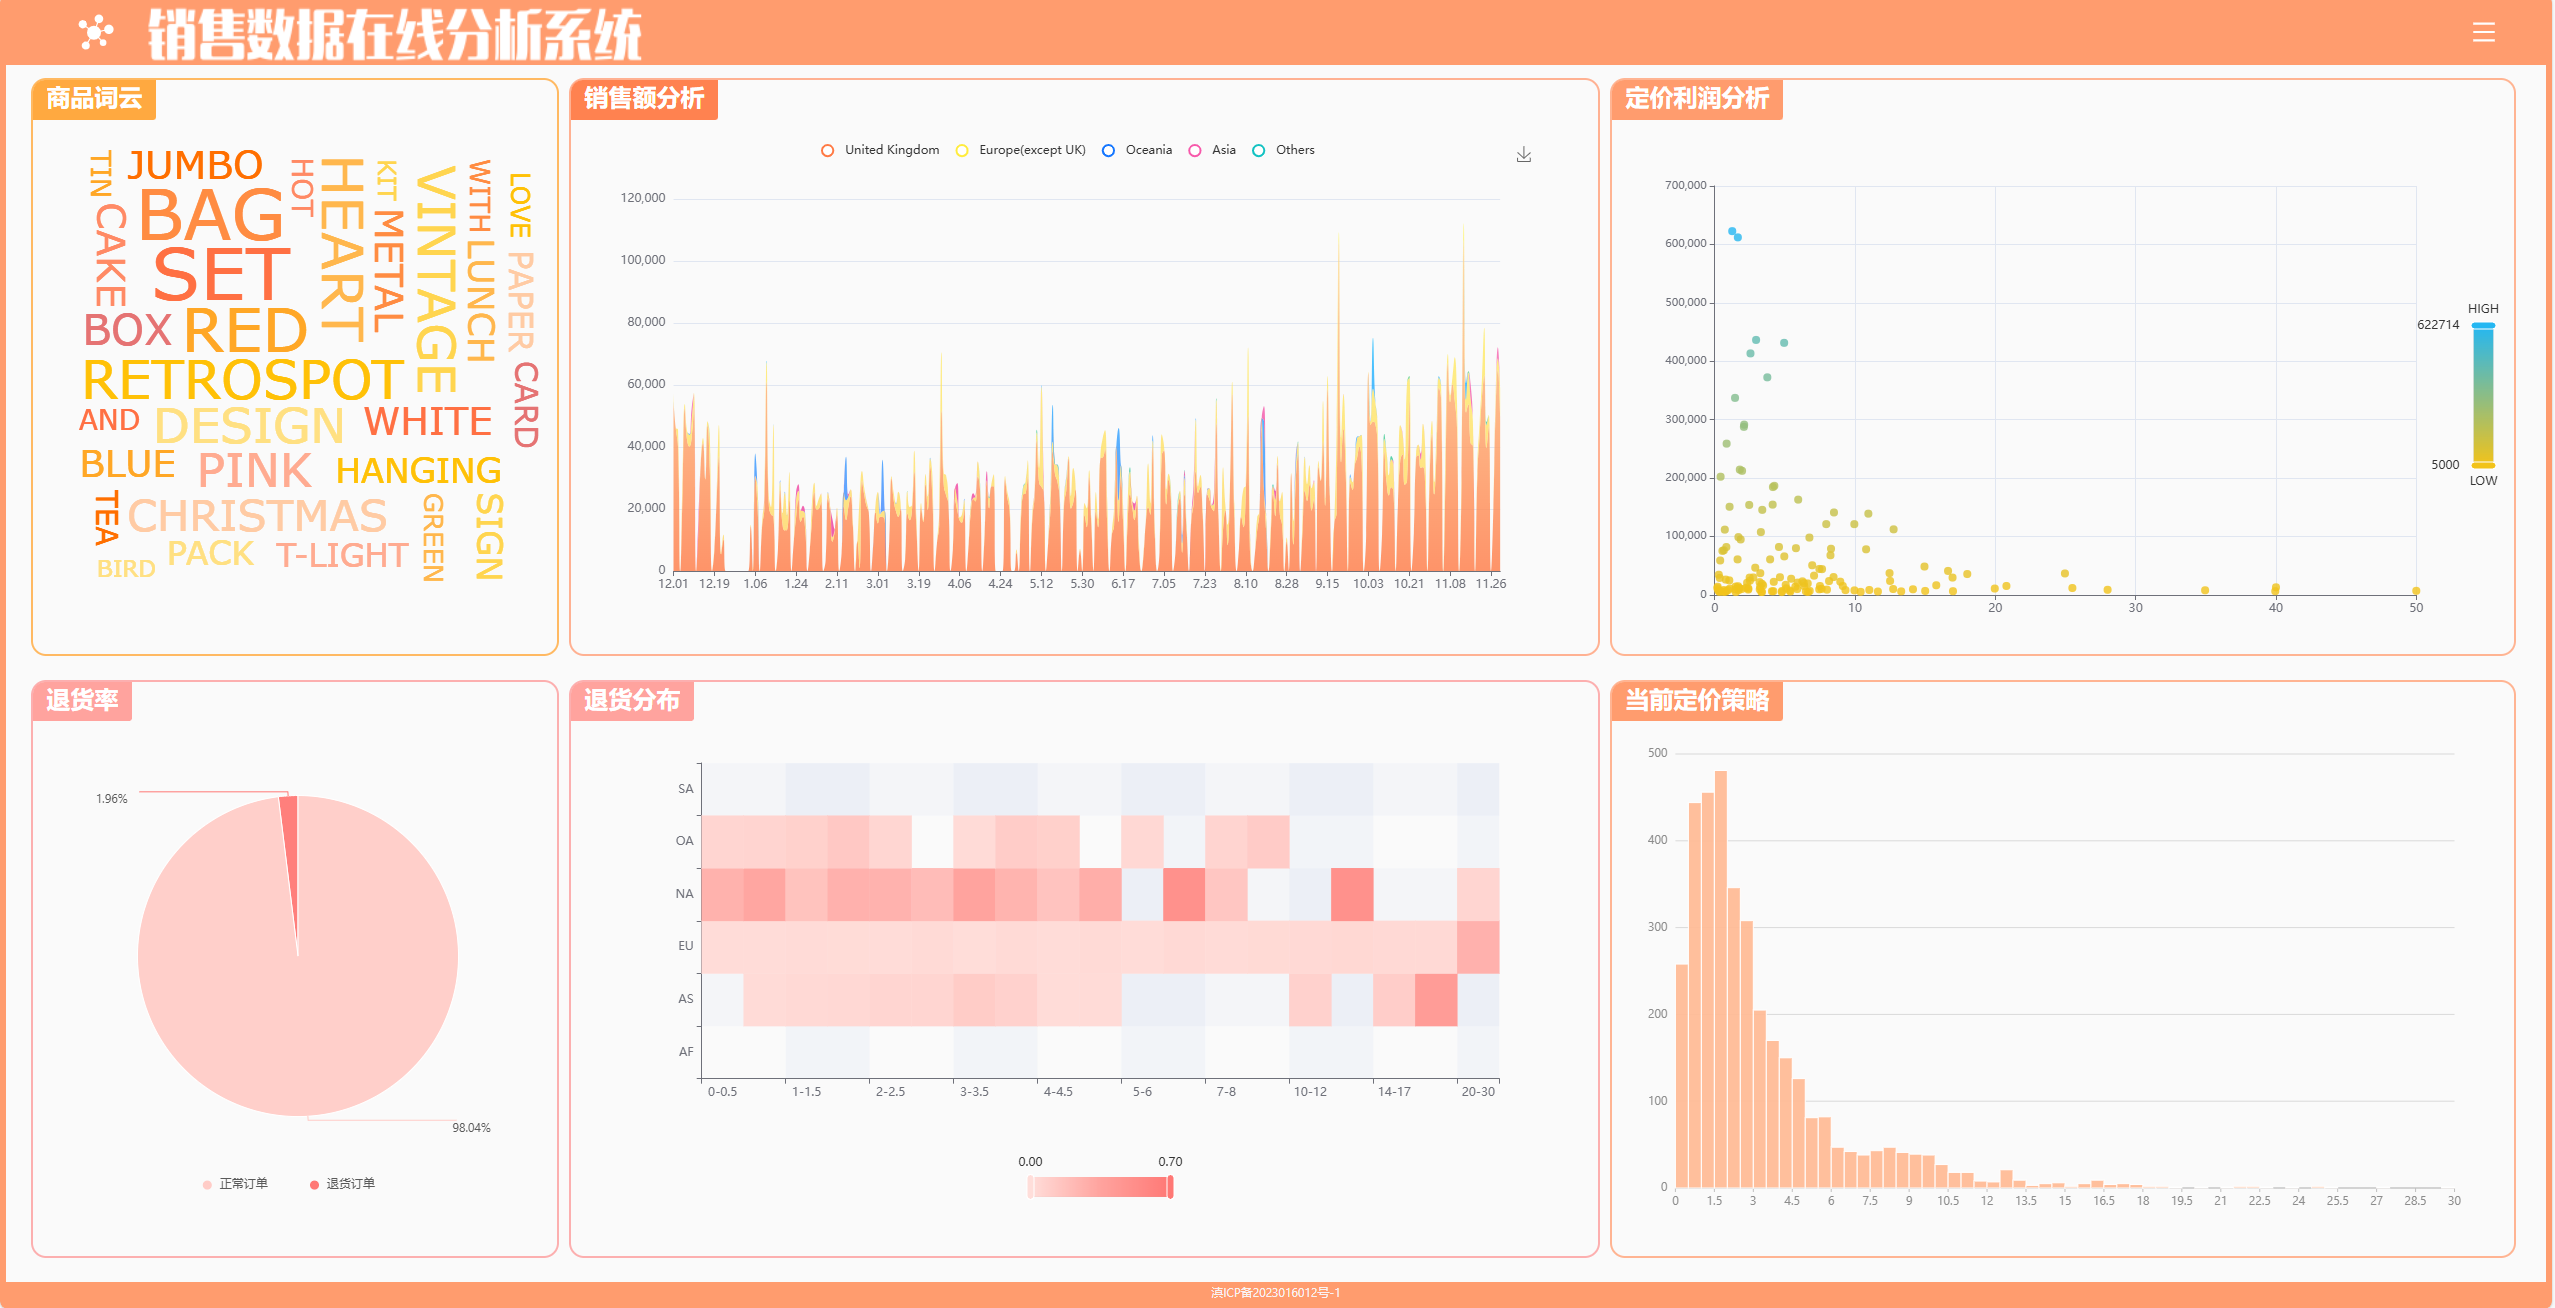 销售数据在线分析系统
商品词云
TIN
JUMBO
HOT
HEART
KIT
VINTAGE
WITH
LOVE
BAG
CAKE
METAL
SET
LUNCH
PAPER
BOX
RED
RETROSPOT
CARD
AND
DESIGN
WHITE
BLUE
PINK
HANGING
TEA
CHRISTMAS
GREEN
SIGN
BIRD
PACK
T-LIGHT
销售额分析
United Kingdom Europe(except UK) Oceania Asia Others
120,000
100,000
80,000
60,000
40,000
20,000
0
12.01 12.19 1.06 1.24 2.11 3.01 3.19 4.06 4.24 5.12 5.30 6.17 7.05 7.23 8.10 8.28 9.15 10.03 10.21 11.08 11.26
定价利润分析
700,000
600,000
500,000
400,000
300,000
200,000
100,000
0
0 10 20 30 40 50
HIGH
622714
5000
LOW
退货率
1.96%
98.04%
正常订单 退货订单
退货分布
SA
OA
NA
EU
AS
AF
0-0.5 1-1.5 2-2.5 3-3.5 4-4.5 5-6 7-8 10-12 14-17 20-30
0.00 0.70
当前定价策略
500
400
300
200
100
0
0 1.5 3 4.5 6 7.5 9 10.5 12 13.5 15 16.5 18 19.5 21 22.5 24 25.5 27 28.5 30
滇ICP备2023016012号-1